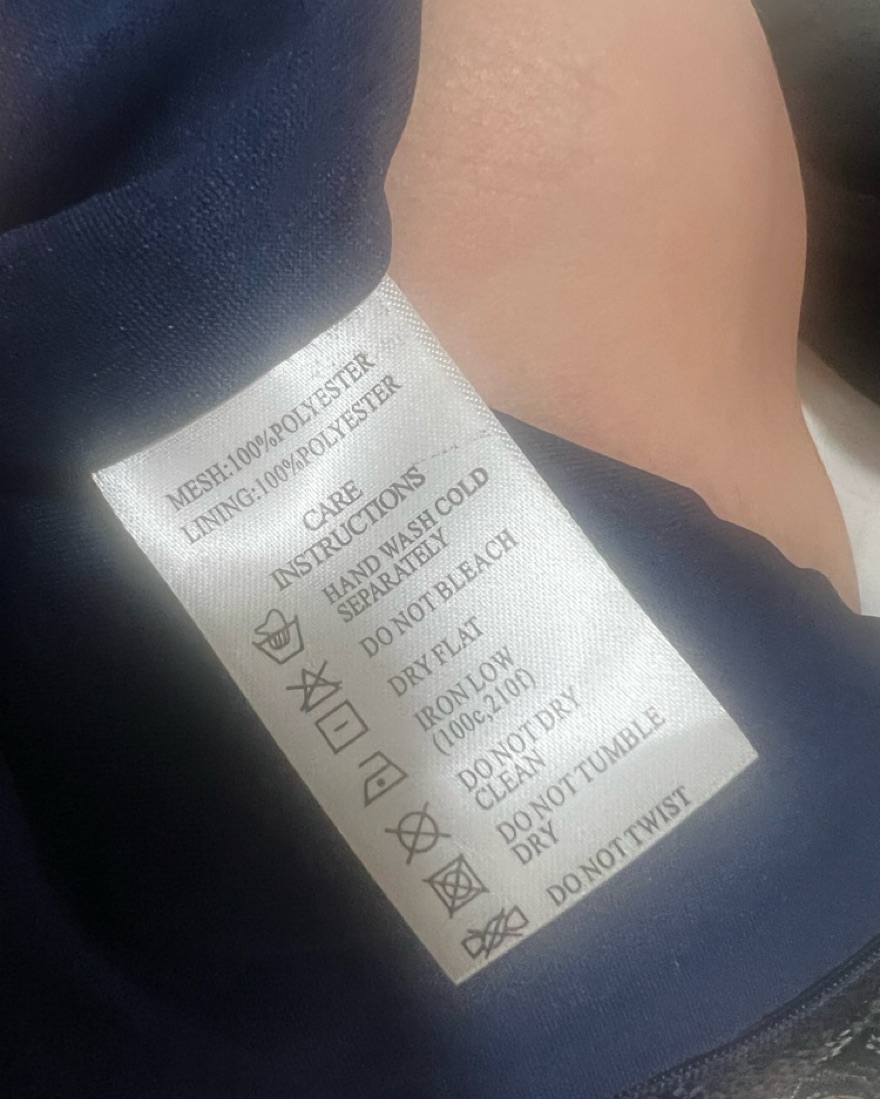 MESH:100%POLYESTER
LINING:100%POLYESTER
CARE
INSTRUCTIONS
HAND WASH COLD
SEPARATELY
DO NOT BLEACH
DRY FLAT
IRON LOW
(100c,210f)
DO NOT DRY
CLEAN
DO NOT TUMBLE
DRY
DO NOT TWIST